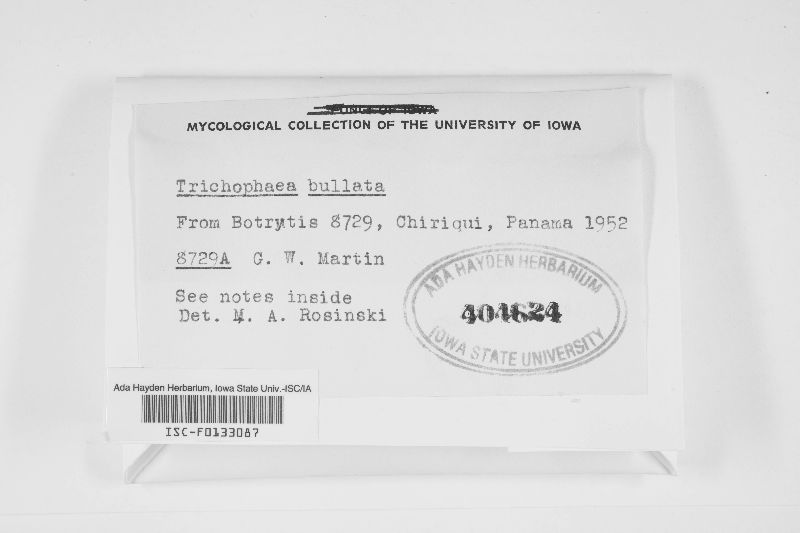 MYCOLOGICAL COLLECTION OF THE UNIVERSITY OF IOWA
Trichophaea bullata
From Botrytis 8729, Chiriqui, Panama 1952
8729A G. W. Martin
See notes inside
Det. M. A. Rosinski
ADA HAYDEN HERBARIUM
404624
IOWA STATE UNIVERSITY
Ada Hayden Herbarium, Iowa State Univ.-ISC/IA
ISC-F0133087